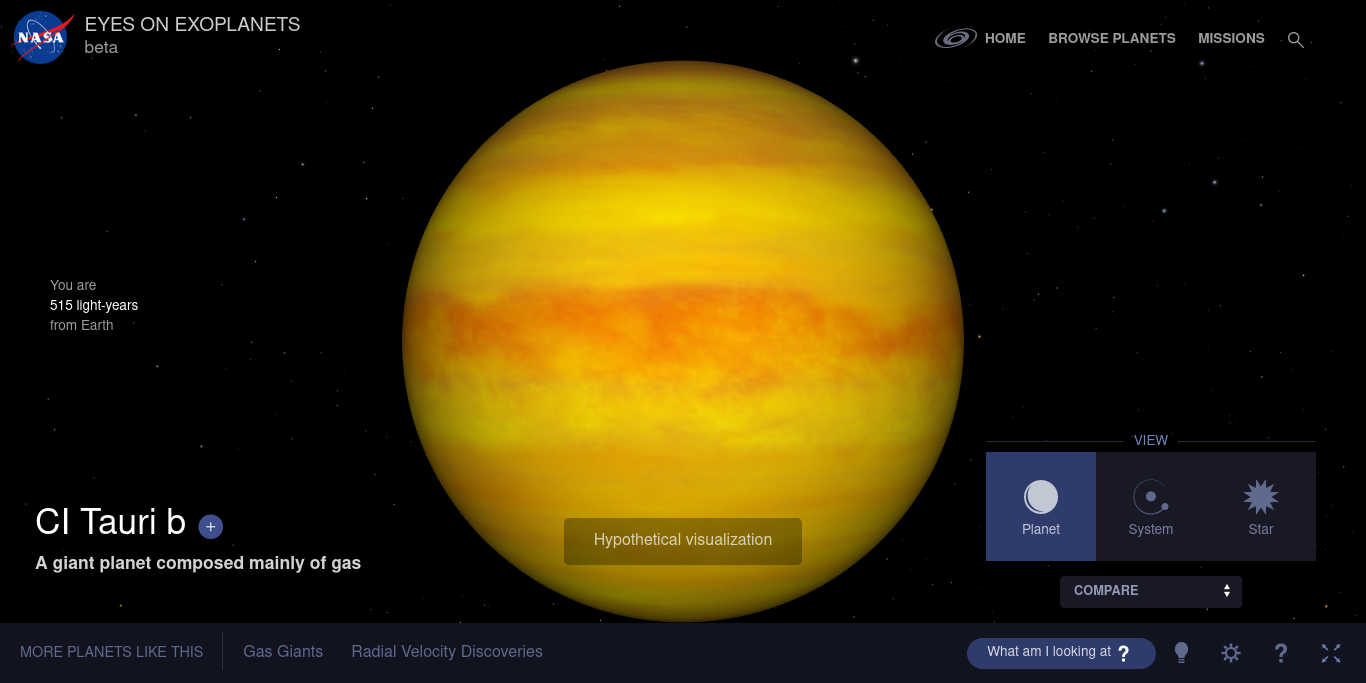 NASA
EYES ON EXOPLANETS
beta
HOME
BROWSE PLANETS
MISSIONS
You are
515 light-years
from Earth
CI Tauri b +
A giant planet composed mainly of gas
Hypothetical visualization
VIEW
Planet
System
Star
COMPARE
MORE PLANETS LIKE THIS
Gas Giants
Radial Velocity Discoveries
What am I looking at ?
?